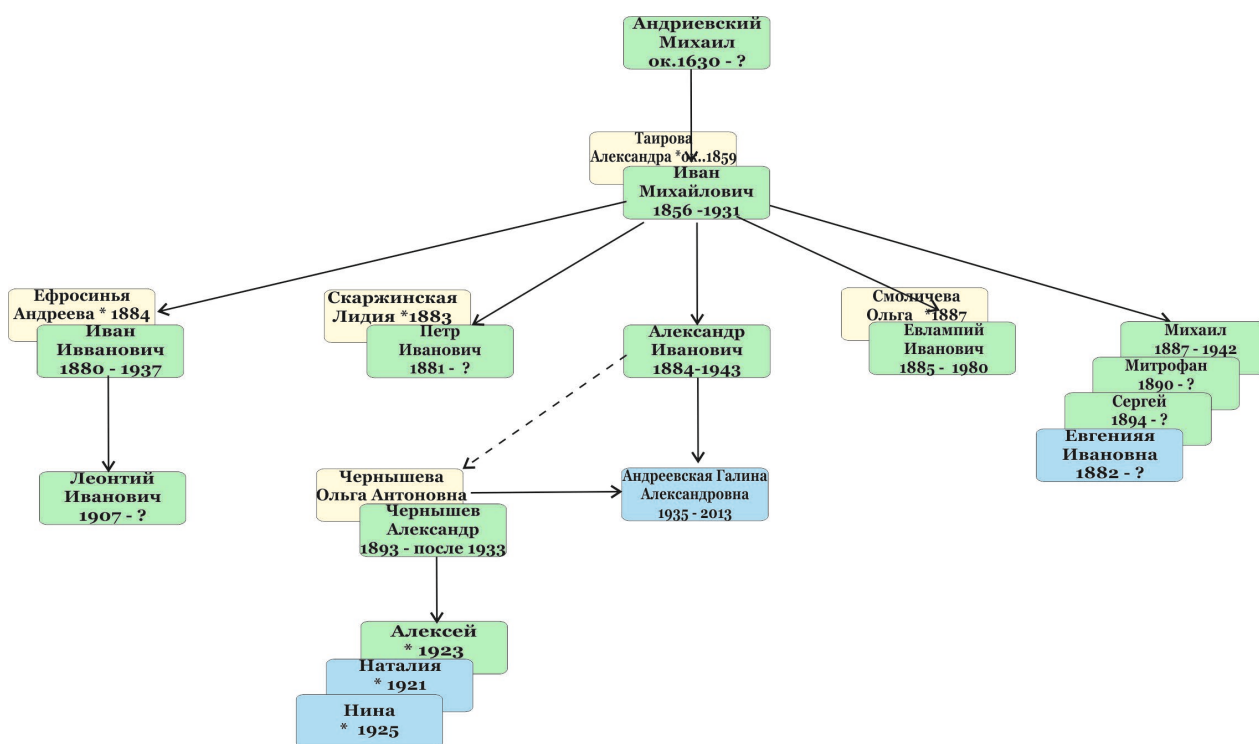 Андриевский
Михаил
ок.1630 - ?
Таирова
Александра *ок..1859
Иван
Михайлович
1856 -1931
Ефросинья
Андреева * 1884
Иван
Ивванович
1880 - 1937
Скаржинская
Лидия *1883
Петр
Иванович
1881 - ?
Александр
Иванович
1884-1943
Смоличева
Ольга *1887
Евлампий
Иванович
1885 - 1980
Михаил
1887 - 1942
Митрофан
1890 - ?
Сергей
1894 - ?
Евгенияя
Ивановна
1882 - ?
Леонтий
Иванович
1907 - ?
Чернышева
Ольга Антоновна
Чернышев
Александр
1893 - после 1933
Андреевская Галина
Александровна
1935 - 2013
Алексей
* 1923
Наталия
* 1921
Нина
* 1925